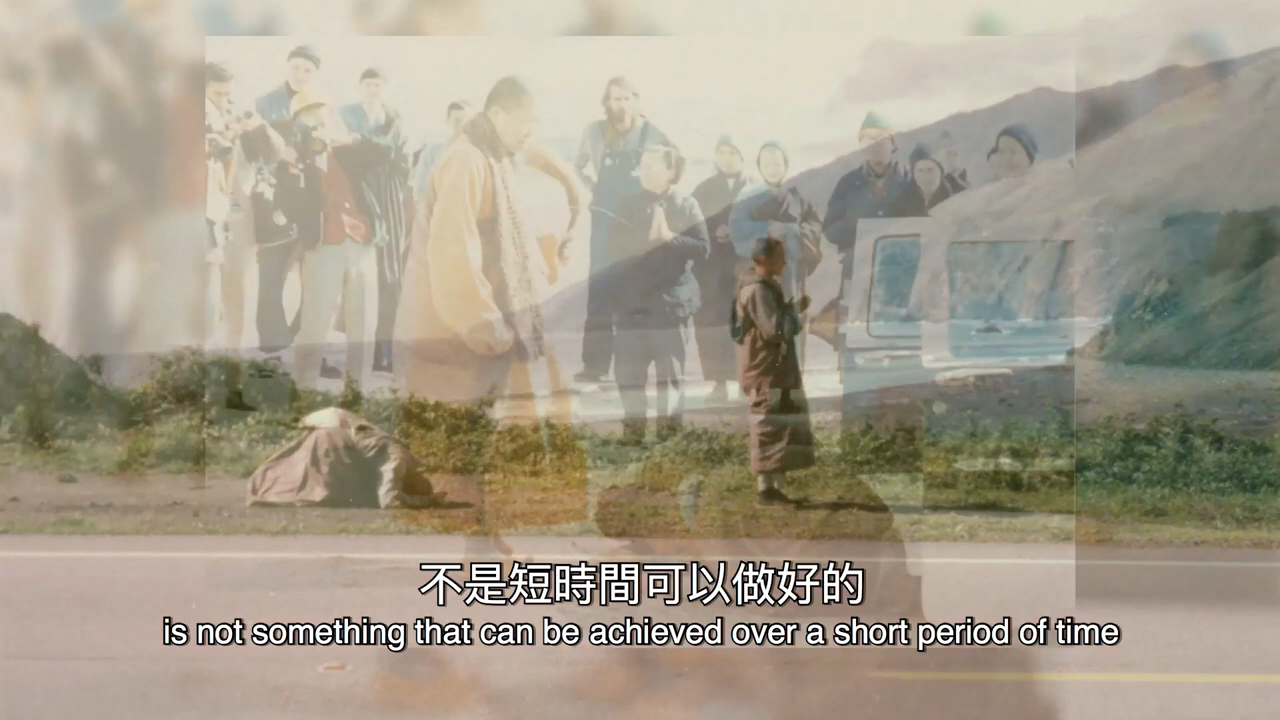 不是短時間可以做好的
is not something that can be achieved over a short period of time